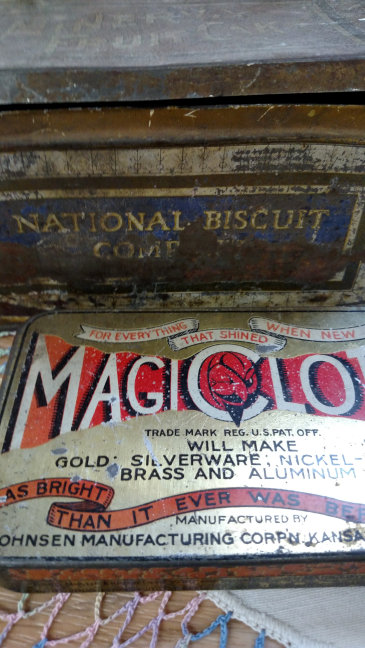 NATIONAL BISCUIT
COMP
FOR EVERYTHING THAT SHINED WHEN NEW
MAGICLO
TRADE MARK REG. U.S. PAT. OFF.
WILL MAKE
GOLD: SILVERWARE, NICKEL-
BRASS AND ALUMINUM
AS BRIGHT THAN IT EVER WAS BE
MANUFACTURED BY
OHNSEN MANUFACTURING CORP'N. KANSA